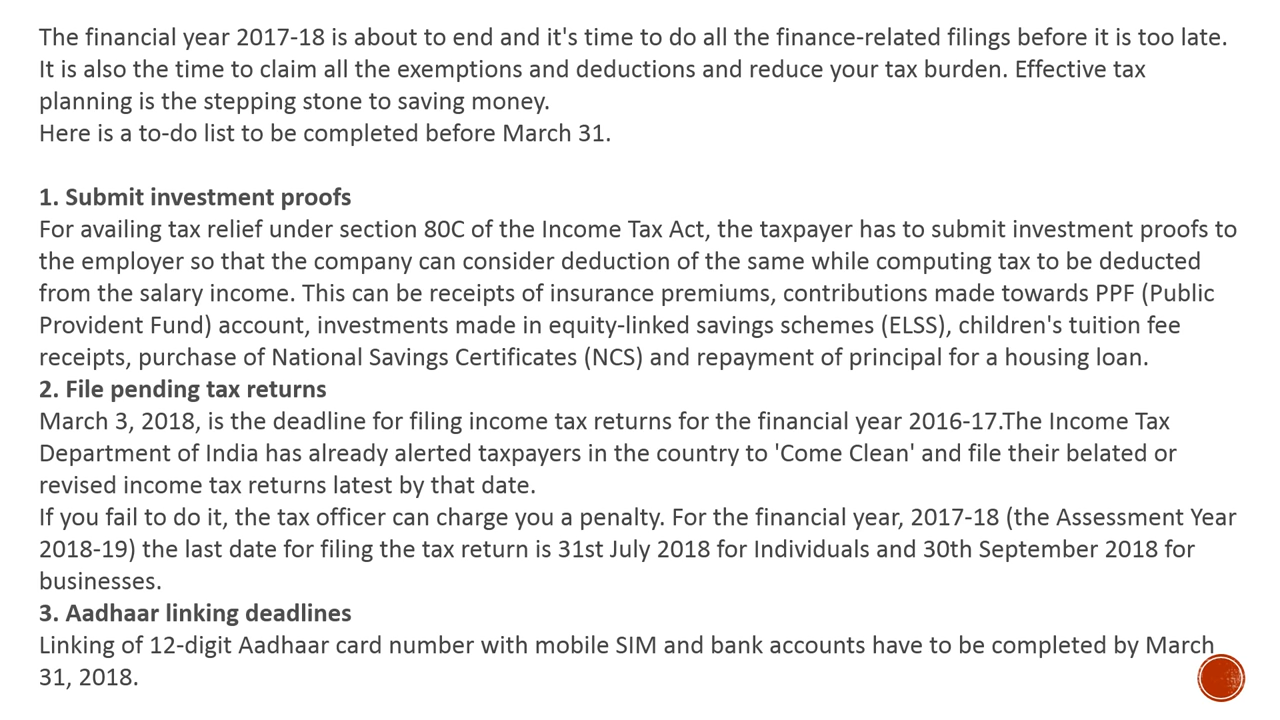 The financial year 2017-18 is about to end and it's time to do all the finance-related filings before it is too late.
It is also the time to claim all the exemptions and deductions and reduce your tax burden. Effective tax
planning is the stepping stone to saving money.
Here is a to-do list to be completed before March 31.
1. Submit investment proofs
For availing tax relief under section 80C of the Income Tax Act, the taxpayer has to submit investment proofs to
the employer so that the company can consider deduction of the same while computing tax to be deducted
from the salary income. This can be receipts of insurance premiums, contributions made towards PPF (Public
Provident Fund) account, investments made in equity-linked savings schemes (ELSS), children's tuition fee
receipts, purchase of National Savings Certificates (NCS) and repayment of principal for a housing loan.
2. File pending tax returns
March 3, 2018, is the deadline for filing income tax returns for the financial year 2016-17.The Income Tax
Department of India has already alerted taxpayers in the country to 'Come Clean' and file their belated or
revised income tax returns latest by that date.
If you fail to do it, the tax officer can charge you a penalty. For the financial year, 2017-18 (the Assessment Year
2018-19) the last date for filing the tax return is 31st July 2018 for Individuals and 30th September 2018 for
businesses.
3. Aadhaar linking deadlines
Linking of 12-digit Aadhaar card number with mobile SIM and bank accounts have to be completed by March
31, 2018.